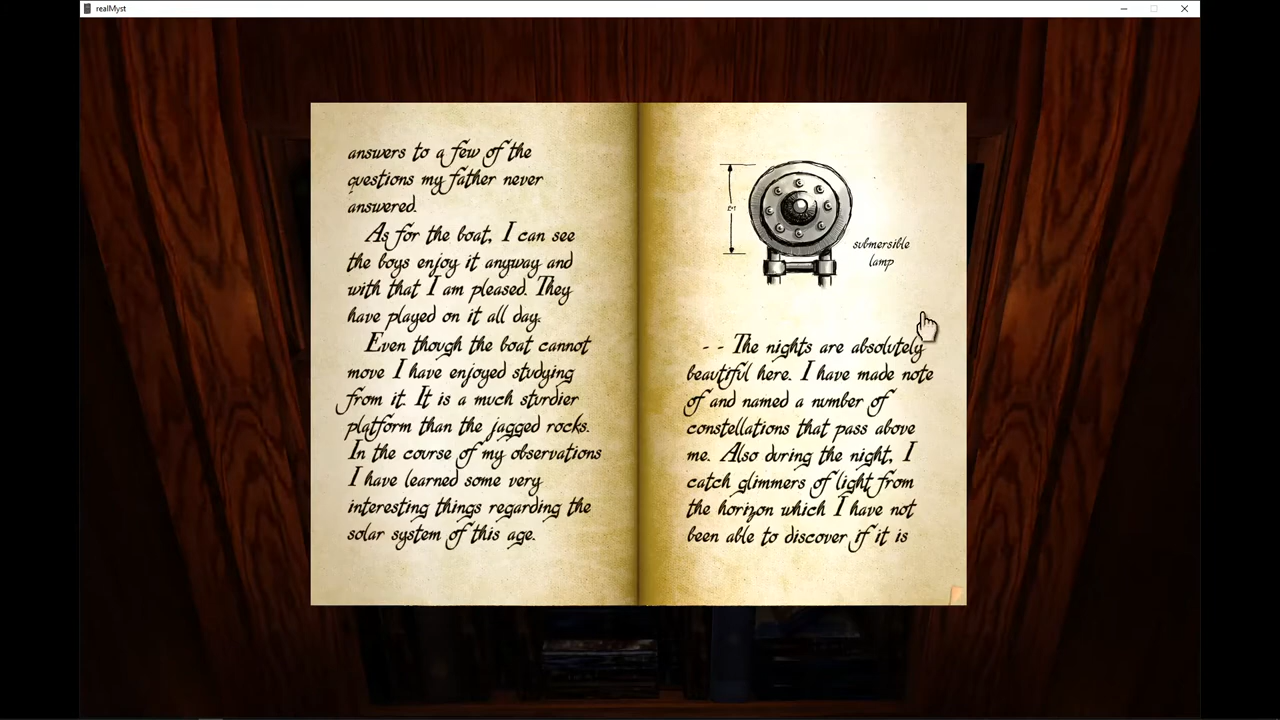 realMyst
answers to a few of the
questions my father never
answered.
As for the boat, I can see
the boys enjoy it anyway and
with that I am pleased. They
have played on it all day.
Even though the boat cannot
move I have enjoyed studying
from it. It is a much sturdier
platform than the jagged rocks.
In the course of my observations
I have learned some very
interesting things regarding the
solar system of this age.
submersible
lamp
- - The nights are absolutely
beautiful here. I have made note
of and named a number of
constellations that pass above
me. Also during the night, I
catch glimmers of light from
the horizon which I have not
been able to discover if it is